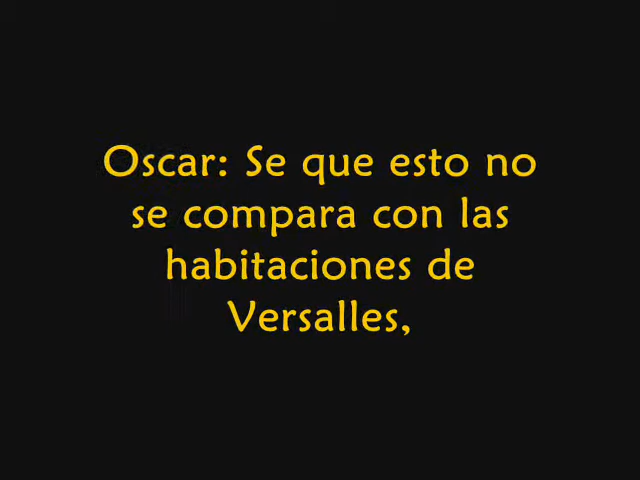 Oscar: Se que esto no
se compara con las
habitaciones de
Versalles,